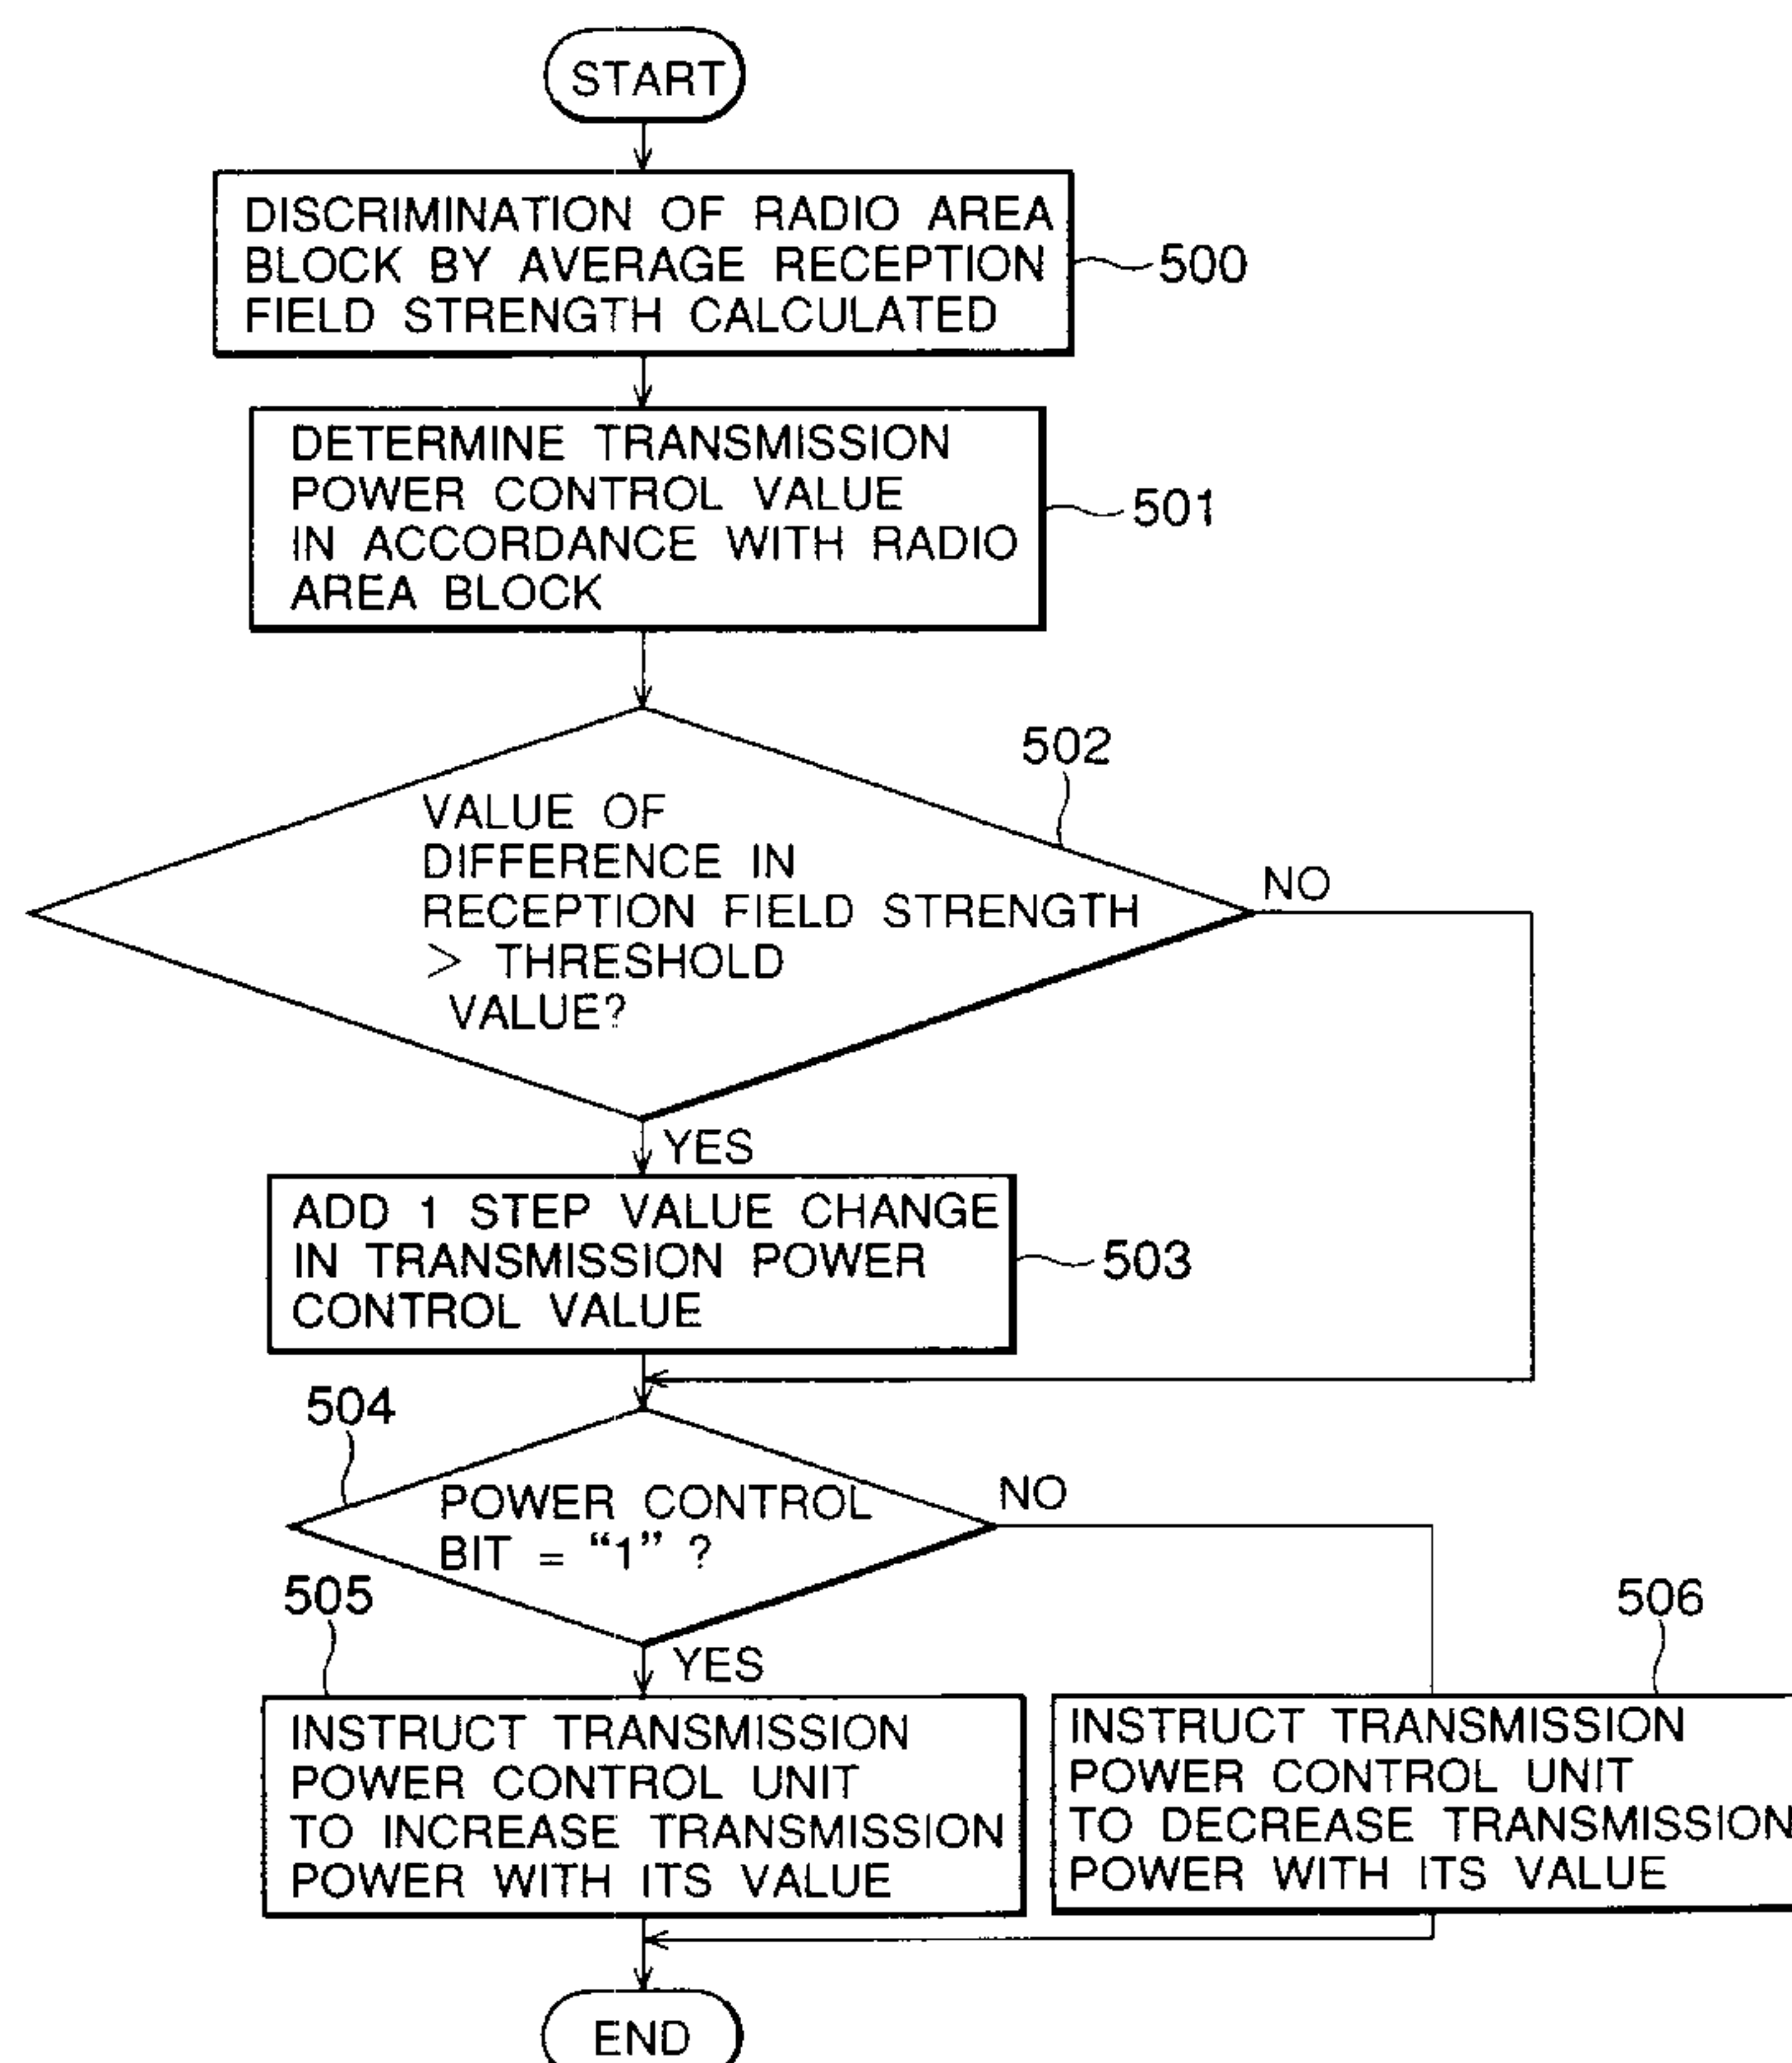 START
DISCRIMINATION OF RADIO AREA
BLOCK BY AVERAGE RECEPTION
FIELD STRENGTH CALCULATED
500
DETERMINE TRANSMISSION
POWER CONTROL VALUE
IN ACCORDANCE WITH RADIO
AREA BLOCK
501
502
VALUE OF
DIFFERENCE IN
RECEPTION FIELD STRENGTH
> THRESHOLD
VALUE?
NO
YES
ADD 1 STEP VALUE CHANGE
IN TRANSMISSION POWER
CONTROL VALUE
503
504
POWER CONTROL
BIT = “1” ?
NO
YES
505
INSTRUCT TRANSMISSION
POWER CONTROL UNIT
TO INCREASE TRANSMISSION
POWER WITH ITS VALUE
506
INSTRUCT TRANSMISSION
POWER CONTROL UNIT
TO DECREASE TRANSMISSION
POWER WITH ITS VALUE
END